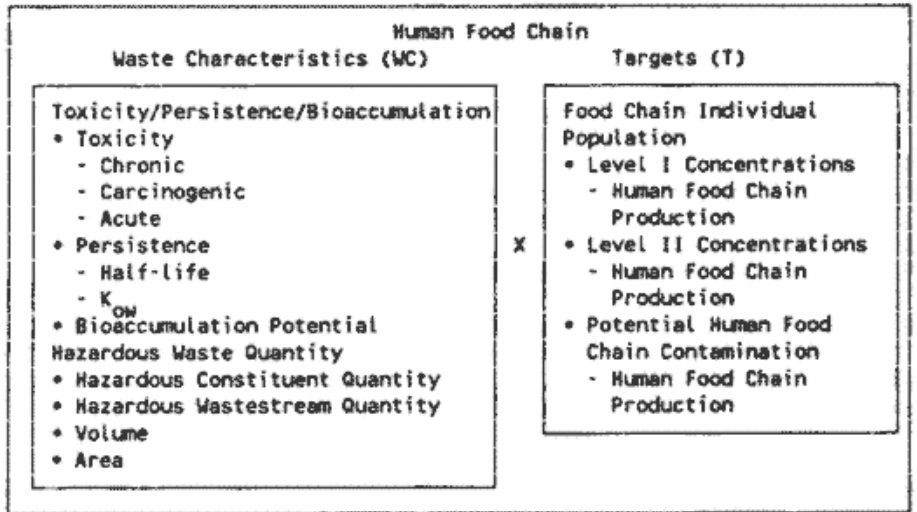 Human Food Chain
Waste Characteristics (WC)
Targets (T)
Toxicity/Persistence/Bioaccumulation
• Toxicity
- Chronic
- Carcinogenic
- Acute
• Persistence
- Half-life
- K_OW
• Bioaccumulation Potential
Hazardous Waste Quantity
• Hazardous Constituent Quantity
• Hazardous Wastestream Quantity
• Volume
• Area
X
Food Chain Individual
Population
• Level I Concentrations
- Human Food Chain
Production
• Level II Concentrations
- Human Food Chain
Production
• Potential Human Food
Chain Contamination
- Human Food Chain
Production